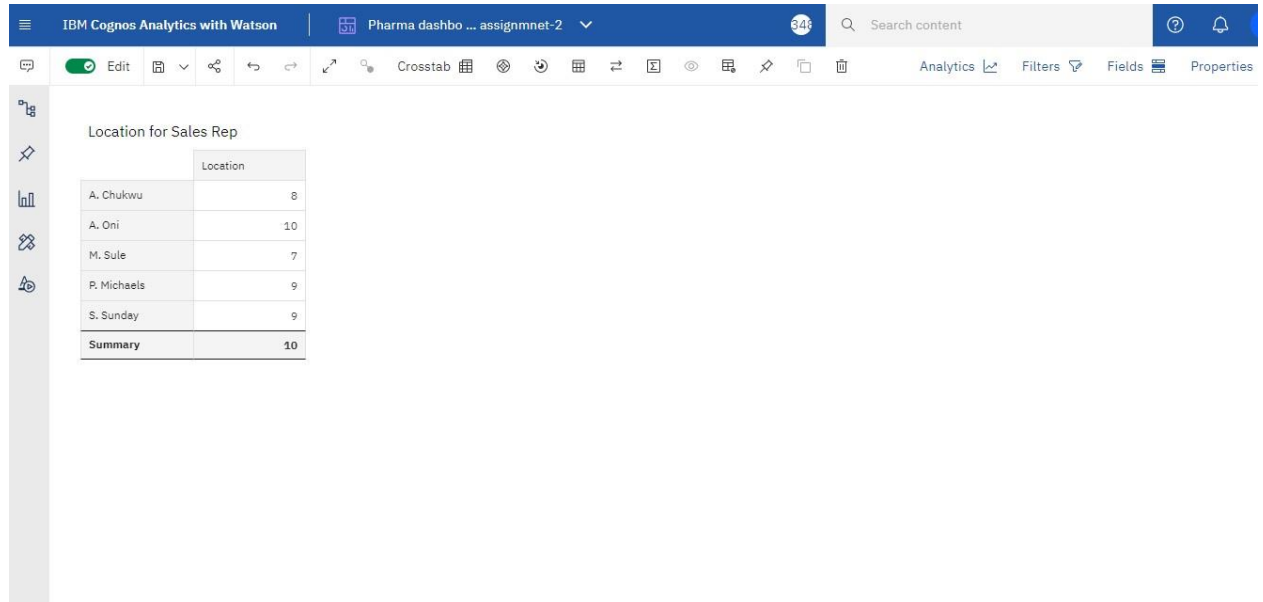 IBM Cognos Analytics with Watson Pharma dashbo ... assignmnet-2 348 Search content
Edit Crosstab Analytics Filters Fields Properties
Location for Sales Rep
Location
A. Chukwu 8
A. Oni 10
M. Sule 7
P. Michaels 9
S. Sunday 9
Summary 10